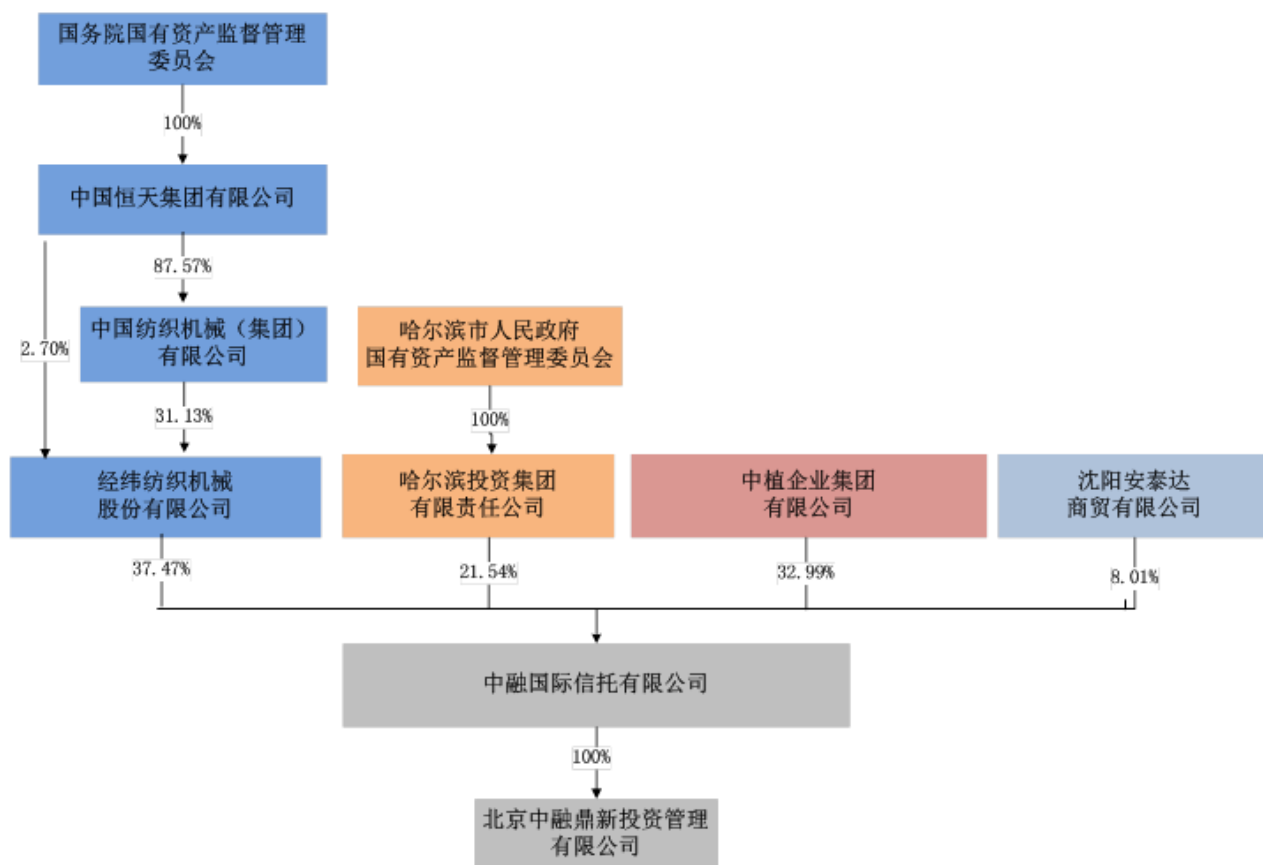 国务院国有资产监督管理
委员会
100%
中国恒天集团有限公司
87.57%
中国纺织机械（集团）
有限公司
2.70%
哈尔滨市人民政府
国有资产监督管理委员会
31.13%
100%
经纬纺织机械
股份有限公司
哈尔滨投资集团
有限责任公司
中植企业集团
有限公司
沈阳安泰达
商贸有限公司
37.47%
21.54%
32.99%
8.01%
中融国际信托有限公司
100%
北京中融鼎新投资管理
有限公司